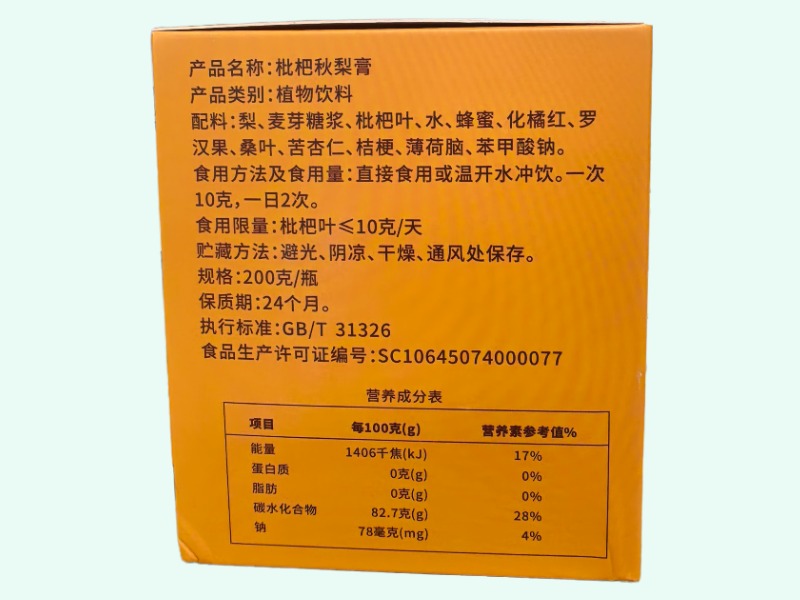 产品名称:枇杷秋梨膏
产品类别:植物饮料
配料:梨、麦芽糖浆、枇杷叶、水、蜂蜜、化橘红、罗
汉果、桑叶、苦杏仁、桔梗、薄荷脑、苯甲酸钠。
食用方法及食用量:直接食用或温开水冲饮。一次
10克,一日2次。
食用限量:枇杷叶≤10克/天
贮藏方法:避光、阴凉、干燥、通风处保存。
规格:200克/瓶
保质期:24个月。
执行标准:GB/T 31326
食品生产许可证编号:SC10645074000077
营养成分表
项目 每100克(g) 营养素参考值%
能量 1406千焦(kJ) 17%
蛋白质 0克(g) 0%
脂肪 0克(g) 0%
碳水化合物 82.7克(g) 28%
钠 78毫克(mg) 4%